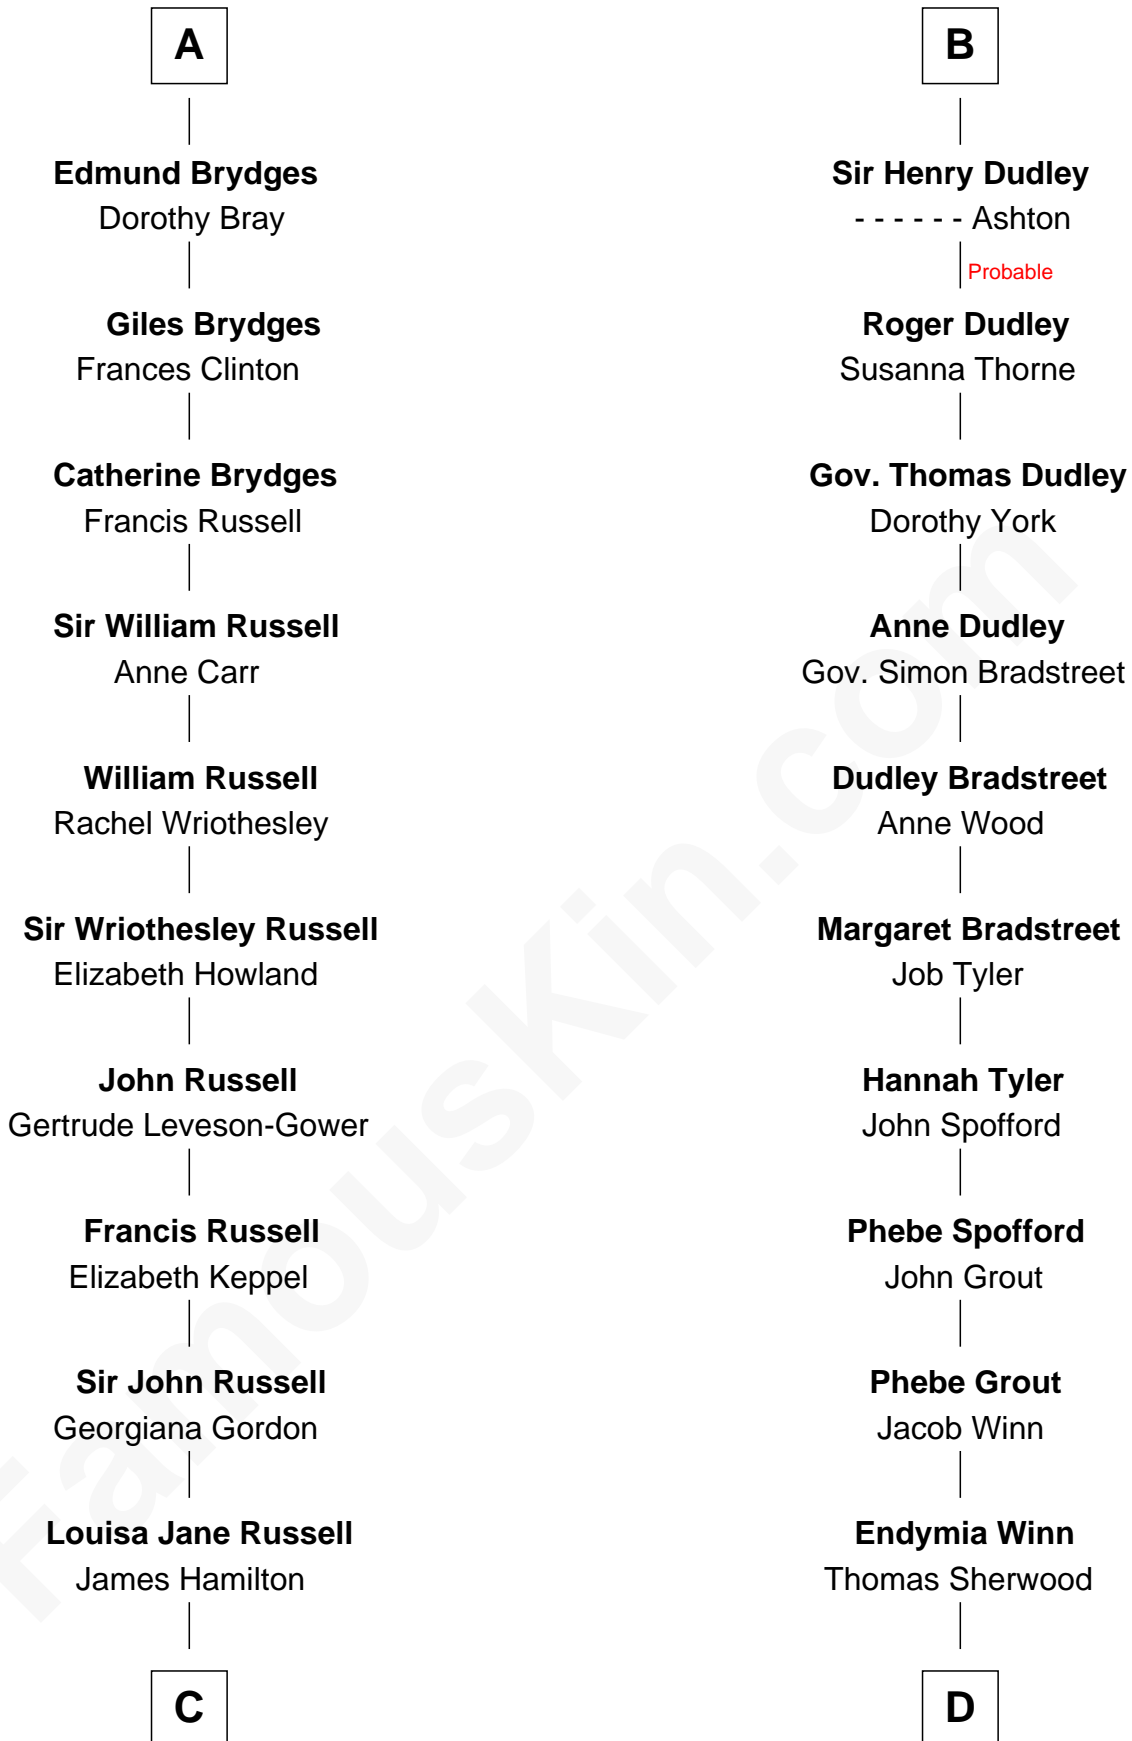 A
Edmund Brydges
Dorothy Bray
Giles Brydges
Frances Clinton
Catherine Brydges
Francis Russell
Sir William Russell
Anne Carr
William Russell
Rachel Wriothesley
Sir Wriothesley Russell
Elizabeth Howland
John Russell
Gertrude Leveson-Gower
Francis Russell
Elizabeth Keppel
Sir John Russell
Georgiana Gordon
Louisa Jane Russell
James Hamilton
C
B
Sir Henry Dudley
- - - - - - Ashton
Probable
Roger Dudley
Susanna Thorne
Gov. Thomas Dudley
Dorothy York
Anne Dudley
Gov. Simon Bradstreet
Dudley Bradstreet
Anne Wood
Margaret Bradstreet
Job Tyler
Hannah Tyler
John Spofford
Phebe Spofford
John Grout
Phebe Grout
Jacob Winn
Endymia Winn
Thomas Sherwood
D
FamousKin.com